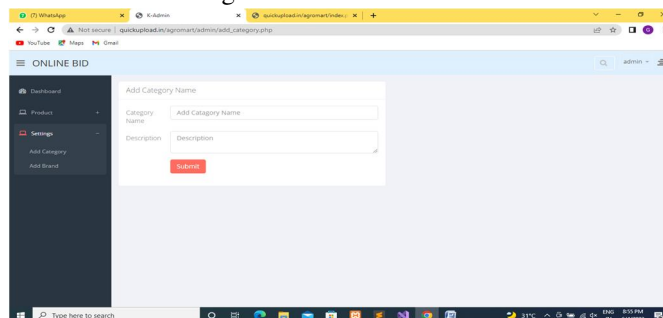 (7) WhatsApp
K-Admin
quickupload.in/agromart/index.p
Not secure | quickupload.in/agromart/admin/add_category.php
YouTube Maps Gmail
ONLINE BID
admin
Dashboard
Product +
Settings -
Add Category
Add Brand
Add Category Name
Category Name
Add Catagory Name
Description
Description
Submit
Type here to search
31°C
ENG
8:55 PM